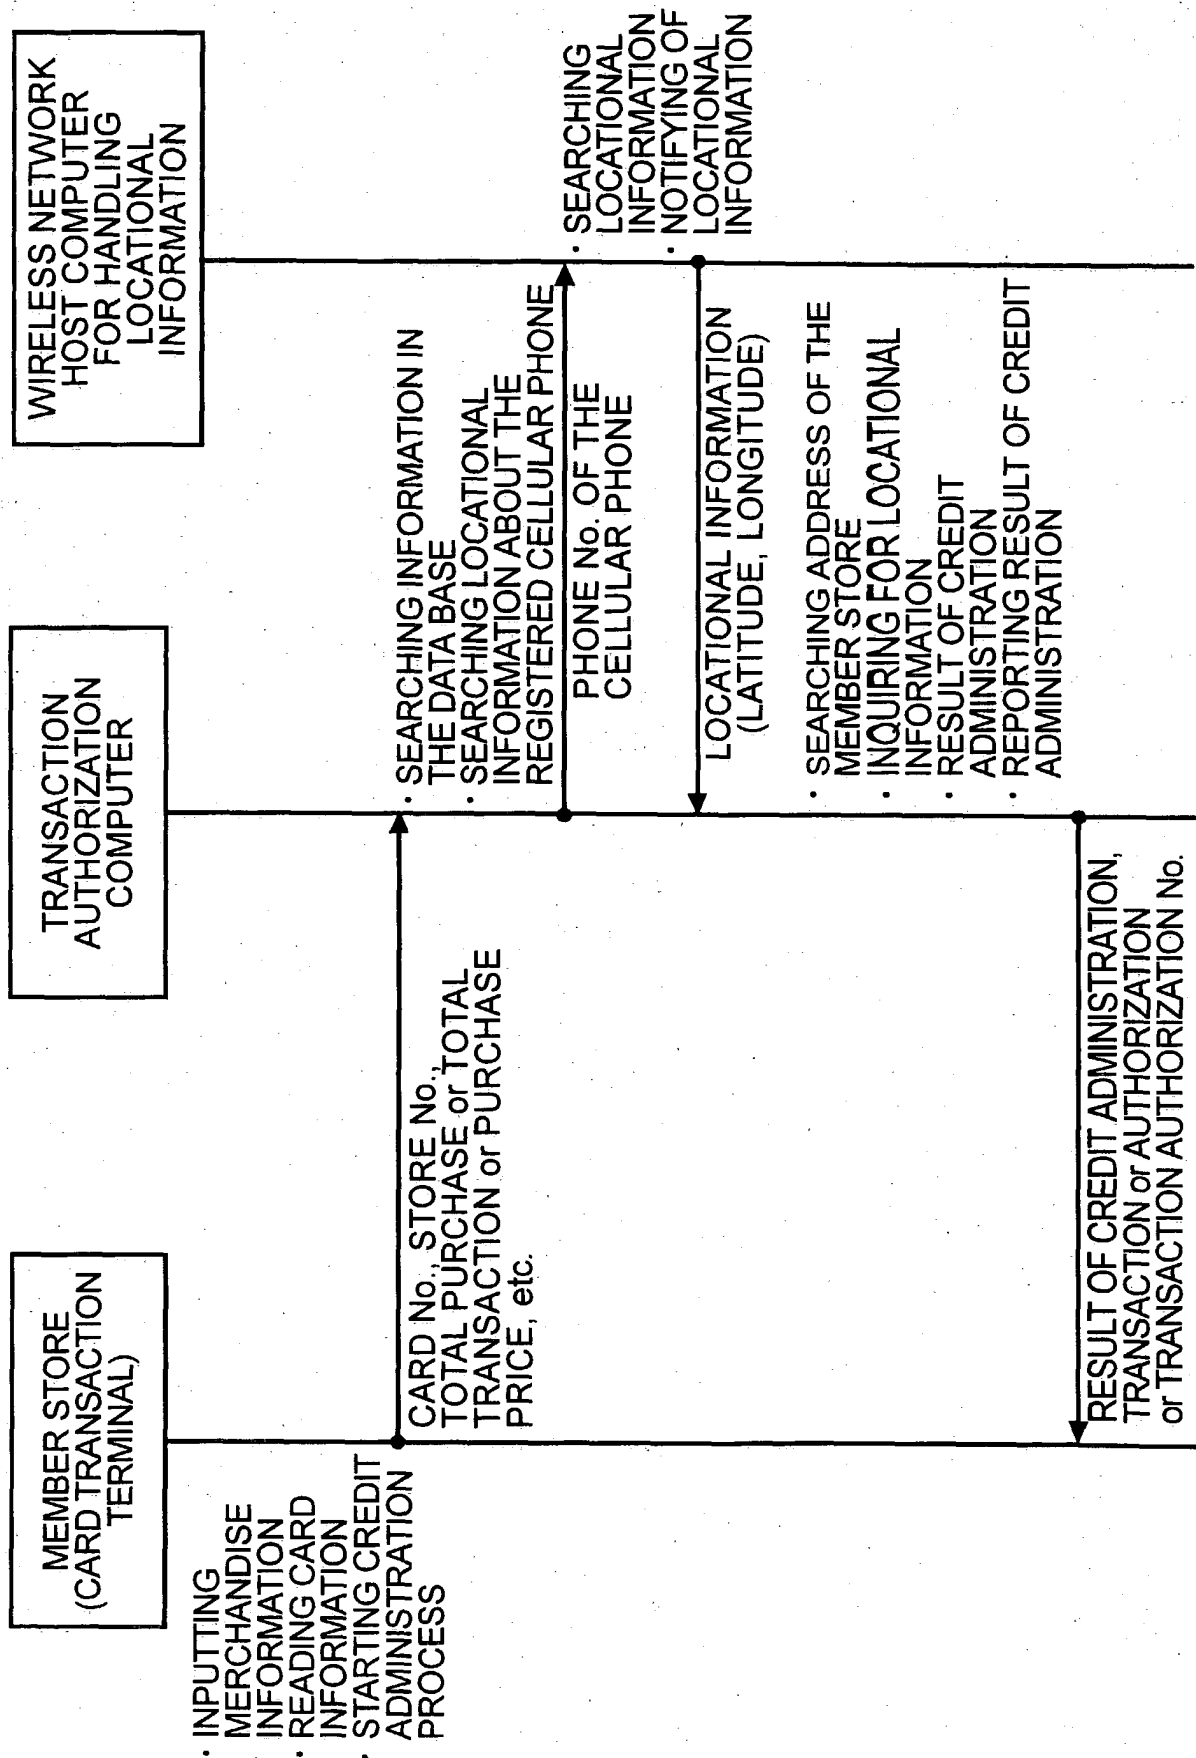 MEMBER STORE
(CARD TRANSACTION
TERMINAL)
TRANSACTION
AUTHORIZATION
COMPUTER
WIRELESS NETWORK
HOST COMPUTER
FOR HANDLING
LOCATIONAL
INFORMATION
· INPUTTING
MERCHANDISE
INFORMATION
· READING CARD
INFORMATION
· STARTING CREDIT
ADMINISTRATION
PROCESS
CARD No., STORE No.,
TOTAL PURCHASE or TOTAL
TRANSACTION or PURCHASE
PRICE, etc.
· SEARCHING INFORMATION IN
THE DATA BASE
· SEARCHING LOCATIONAL
INFORMATION ABOUT THE
REGISTERED CELLULAR PHONE
PHONE No. OF THE
CELLULAR PHONE
· SEARCHING
LOCATIONAL
INFORMATION
· NOTIFYING OF
LOCATIONAL
INFORMATION
LOCATIONAL INFORMATION
(LATITUDE, LONGITUDE)
· SEARCHING ADDRESS OF THE
MEMBER STORE
· INQUIRING FOR LOCATIONAL
INFORMATION
· RESULT OF CREDIT
ADMINISTRATION
· REPORTING RESULT OF CREDIT
ADMINISTRATION
RESULT OF CREDIT ADMINISTRATION,
TRANSACTION or AUTHORIZATION
or TRANSACTION AUTHORIZATION No.